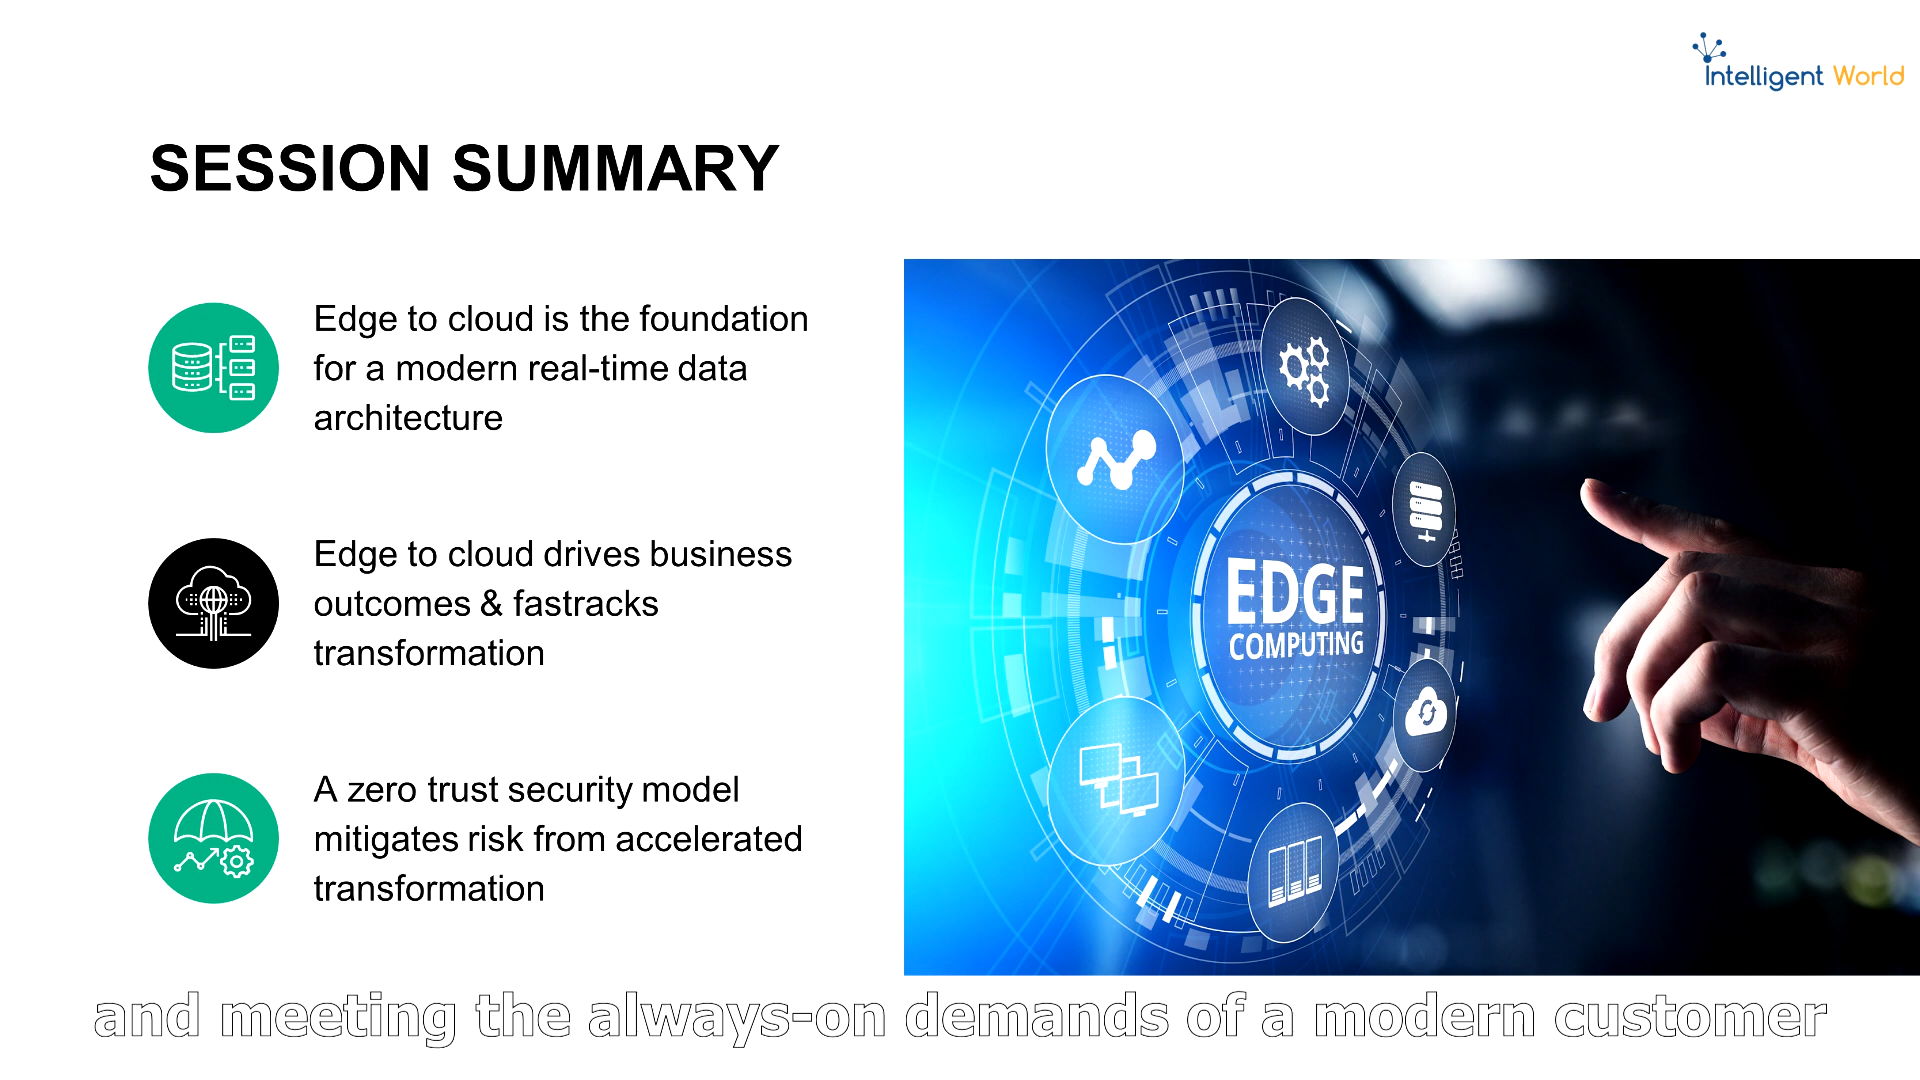 Intelligent World
SESSION SUMMARY
Edge to cloud is the foundation
for a modern real-time data
architecture
Edge to cloud drives business
outcomes & fastracks
transformation
A zero trust security model
mitigates risk from accelerated
transformation
EDGE
COMPUTING
and meeting the always-on demands of a modern customer